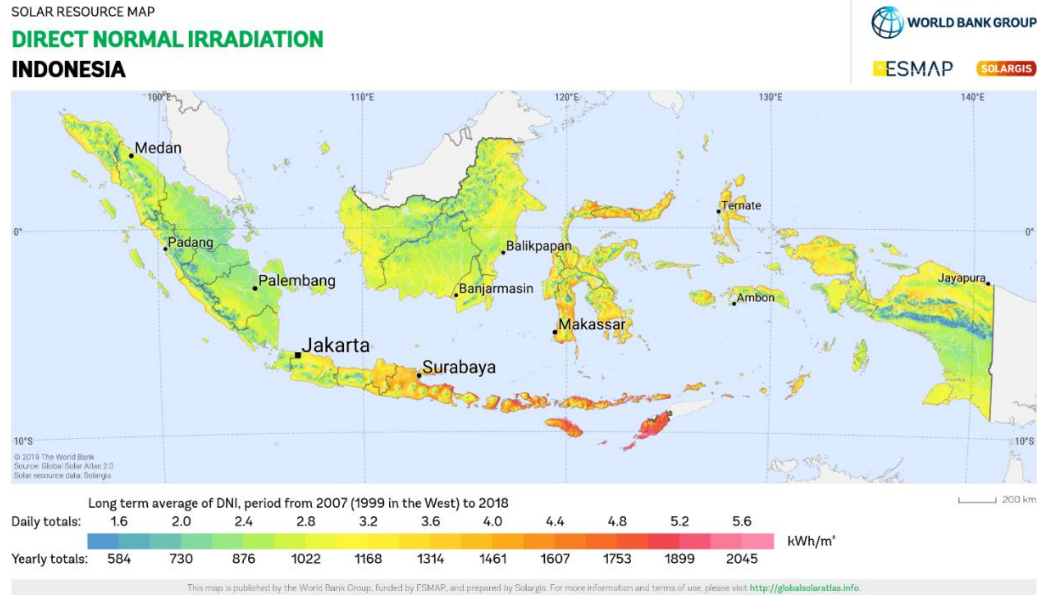 SOLAR RESOURCE MAP
DIRECT NORMAL IRRADIATION
INDONESIA
WORLD BANK GROUP
ESMAP
SOLARGIS
100°E
110°E
120°E
130°E
140°E
Medan
Ternate
0°
0°
Padang
Balikpapan
Palembang
Banjarmasin
Jayapura
Ambon
Makassar
Jakarta
Surabaya
10°S
10°S
© 2019 The World Bank
Source: Global Solar Atlas 2.0
Solar resource data: Solargis
200 km
Long term average of DNI, period from 2007 (1999 in the West) to 2018
Daily totals: 1.6 2.0 2.4 2.8 3.2 3.6 4.0 4.4 4.8 5.2 5.6
kWh/m²
Yearly totals: 584 730 876 1022 1168 1314 1461 1607 1753 1899 2045
This map is published by the World Bank Group, funded by ESMAP, and prepared by Solargis. For more information and terms of use, please visit http://globalsolaratlas.info.